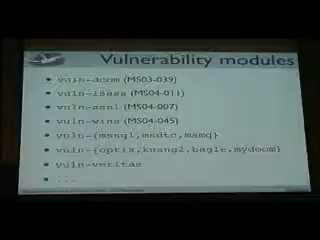 Vulnerability modules
• vuln-dcom (MS03-039)
• vuln-lsass (MS04-011)
• vuln-asn1 (MS04-007)
• vuln-wins (MS04-045)
• vuln-{mssql,msdtc,msmq}
• vuln-{optix,kuang2,bagle,mydoom}
• vuln-veritas
• ...